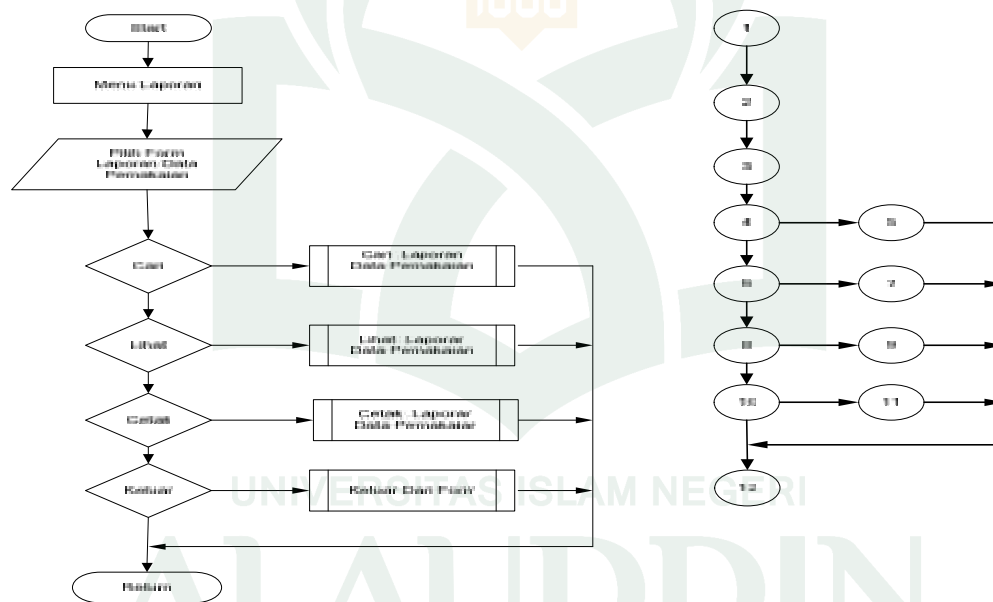 1000
Start
Menu Laporan
Pilih Form
Laporan Data
Pemakaian
Cari
Cari Laporan
Data Pemakaian
Lihat
Lihat Laporan
Data Pemakaian
Cetak
Cetak Laporan
Data Pemakaian
Keluar
Keluar Dari Form
Return
1
2
3
4
5
6
7
8
9
10
11
12
UNIVERSITAS ISLAM NEGERI
ALAUDDIN